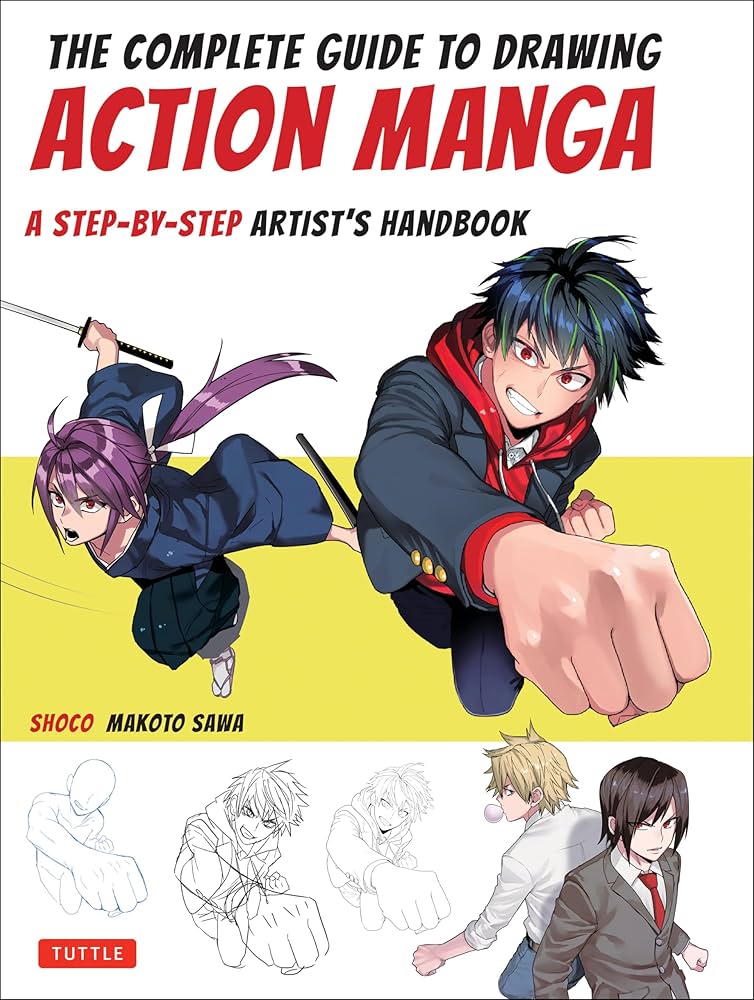 THE COMPLETE GUIDE TO DRAWING
ACTION MANGA
A STEP-BY-STEP ARTIST'S HANDBOOK
SHOCO MAKOTO SAWA
TUTTLE